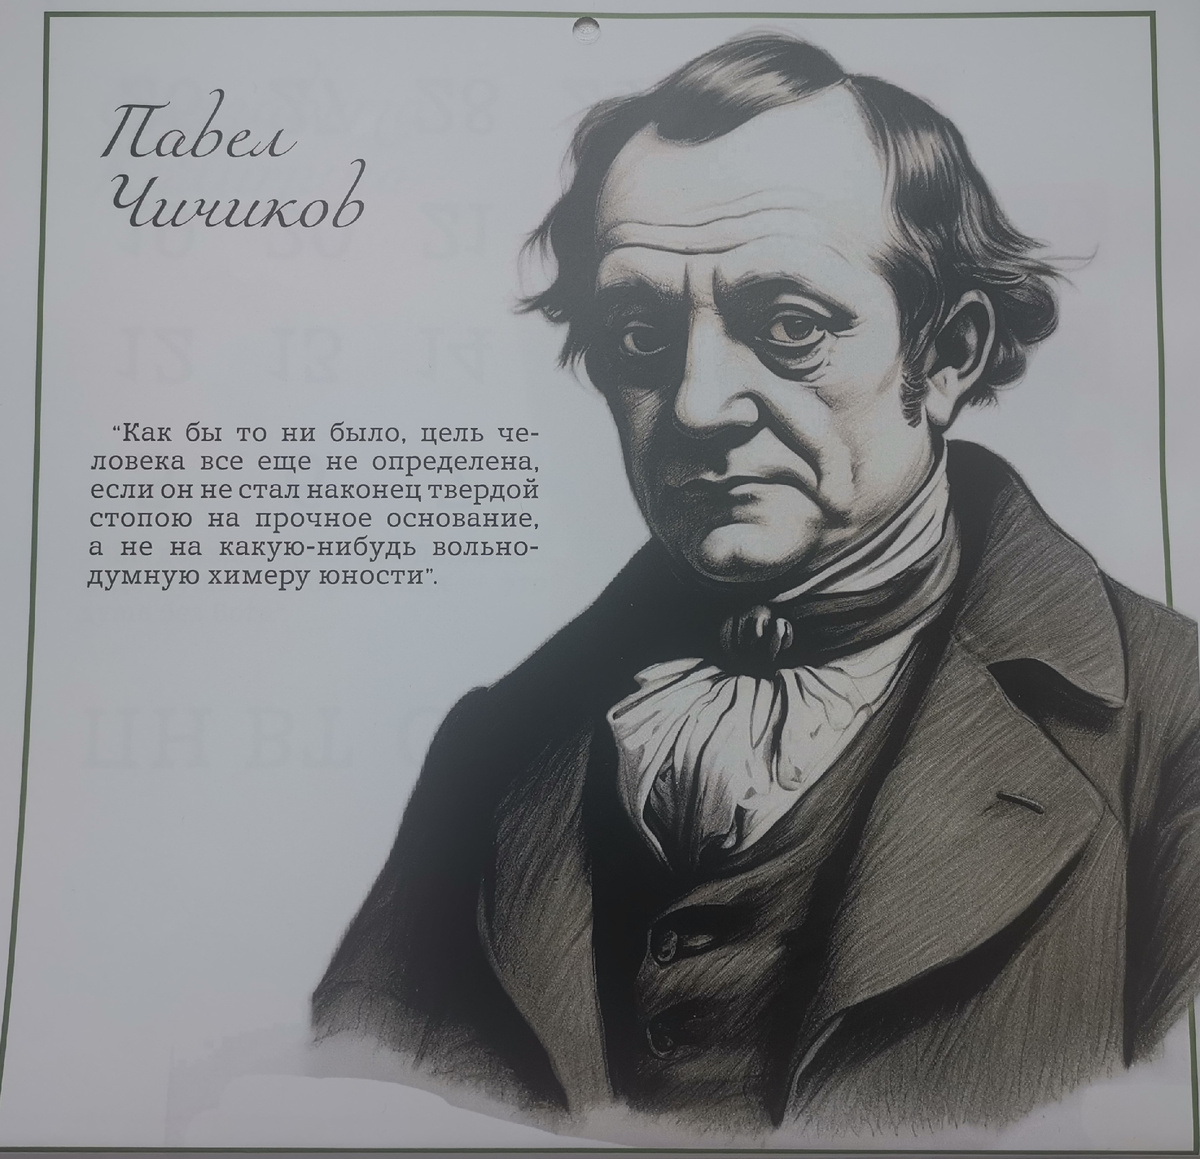 Павел
Чичиков
“Как бы то ни было, цель че-
ловека все еще не определена,
если он не стал наконец твердой
стопою на прочное основание,
а не на какую-нибудь вольно-
думную химеру юности”.